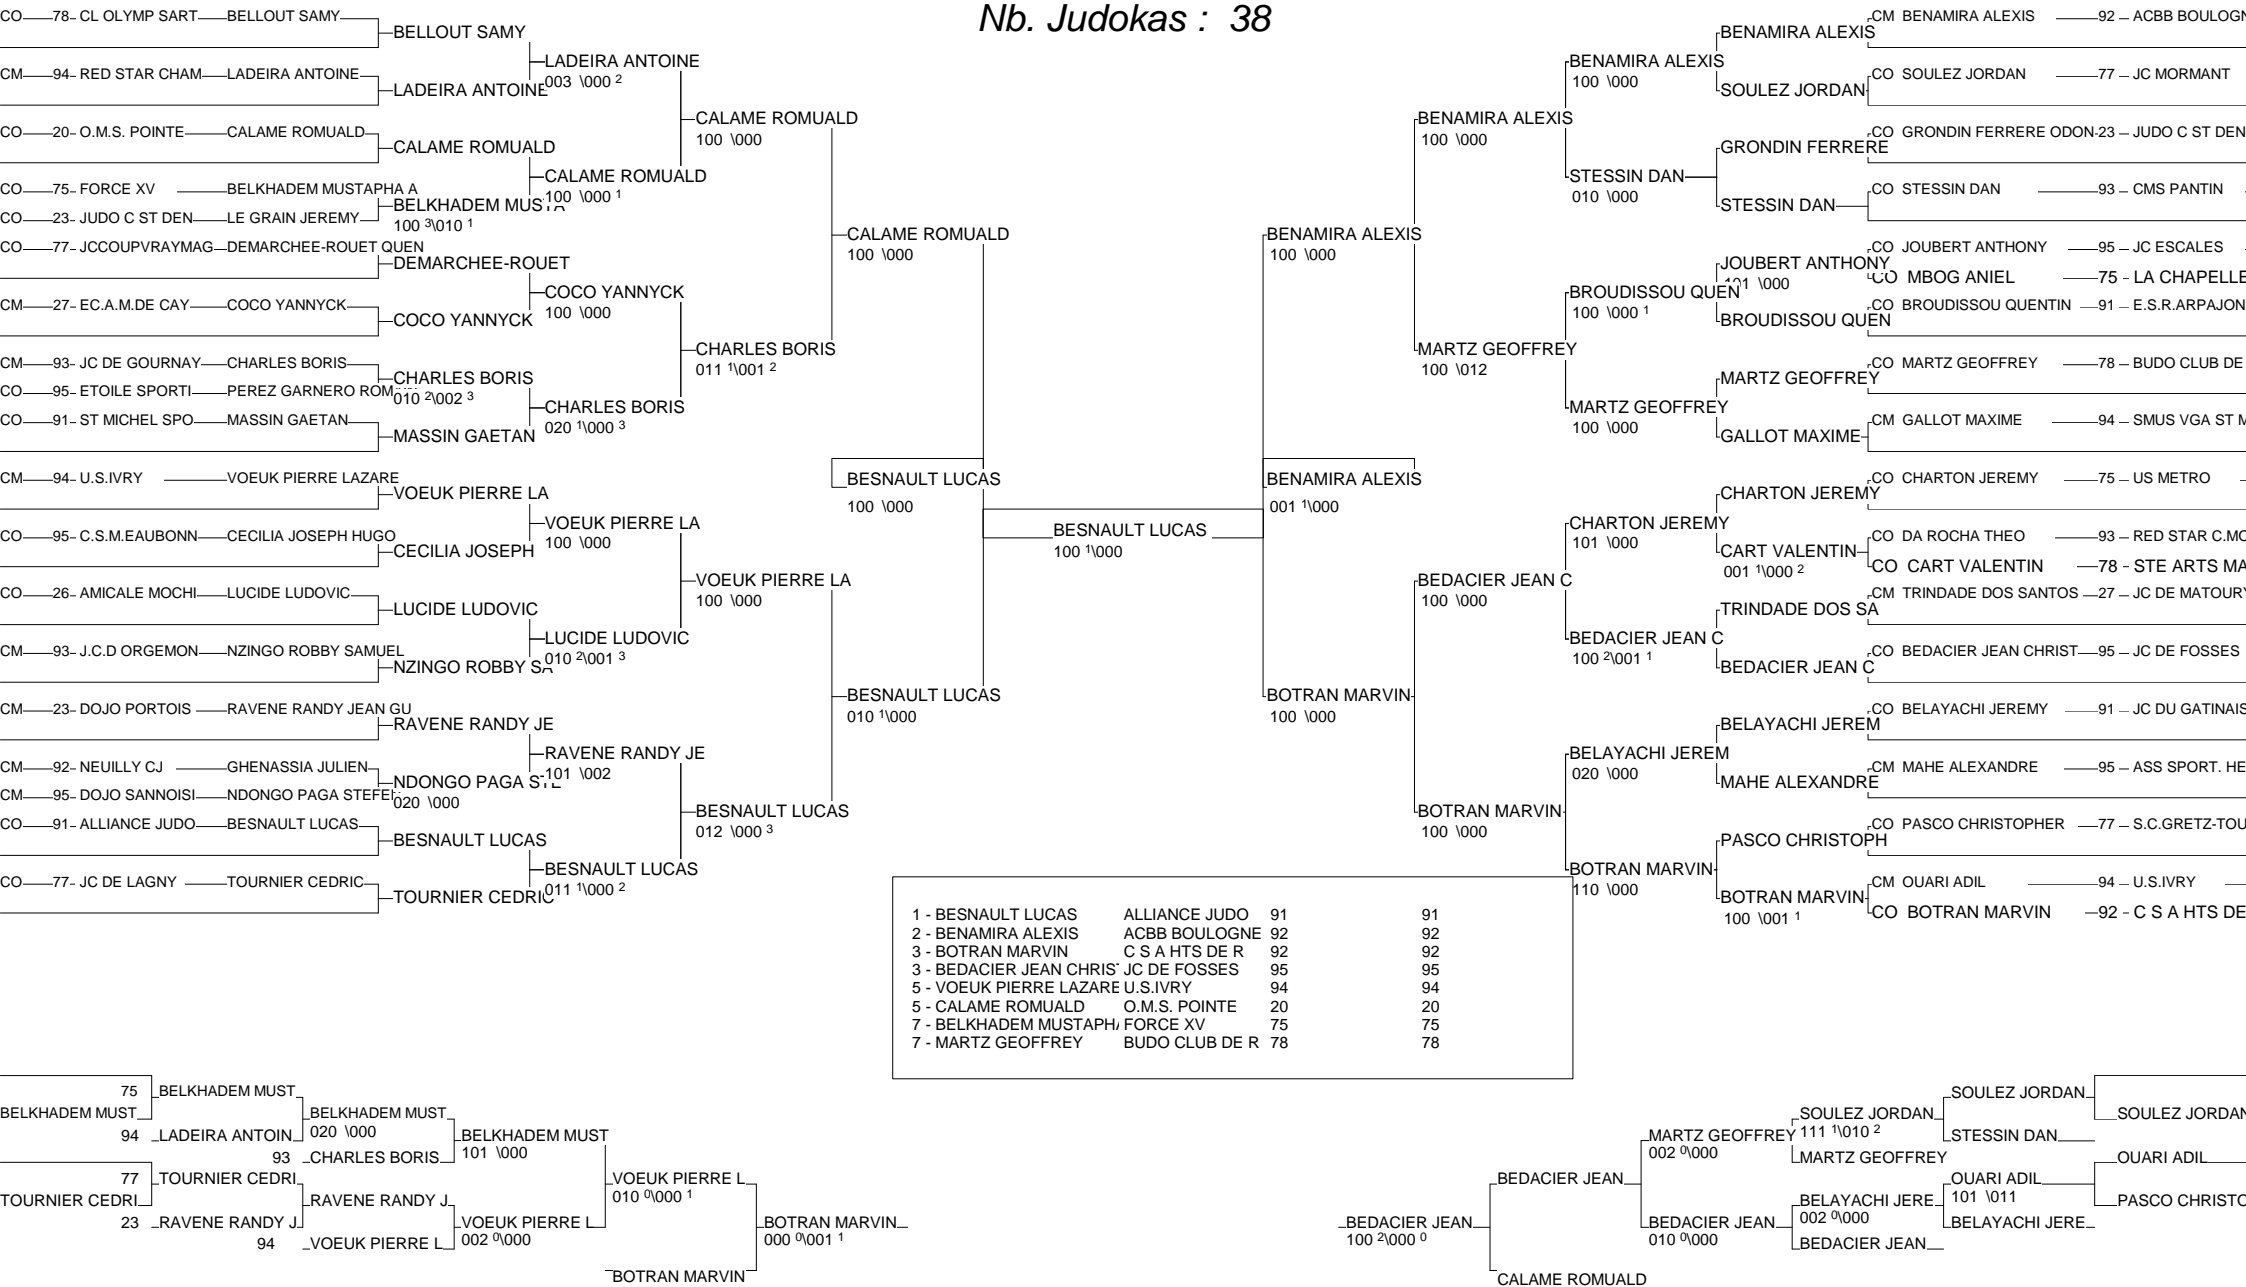 Nb. Judokas : 38
CO 78- CL OLYMP SART BELLOUT SAMY
CM 94- RED STAR CHAM LADEIRA ANTOINE
CO 20- O.M.S. POINTE CALAME ROMUALD
CO 75- FORCE XV BELKHADEM MUSTAPHA A
CO 23- JUDO C ST DEN LE GRAIN JEREMY
CO 77- JCCOUPVRAYMAG DEMARCHEE-ROUET QUEN
CM 27- EC.A.M.DE CAY COCO YANNYCK
CM 93- JC DE GOURNAY CHARLES BORIS
CO 95- ETOILE SPORTI PEREZ GARNERO ROM
CO 91- ST MICHEL SPO MASSIN GAETAN
CM 94- U.S.IVRY VOEUK PIERRE LAZARE
CO 95- C.S.M.EAUBONN CECILIA JOSEPH HUGO
CO 26- AMICALE MOCHI LUCIDE LUDOVIC
CM 93- J.C.D ORGEMON NZINGO ROBBY SAMUEL
CM 23- DOJO PORTOIS RAVENE RANDY JEAN GU
CM 92- NEUILLY CJ GHENASSIA JULIEN
CM 95- DOJO SANNOISI NDONGO PAGA STEFE
CO 91- ALLIANCE JUDO BESNAULT LUCAS
CO 77- JC DE LAGNY TOURNIER CEDRIC
BELLOUT SAMY
LADEIRA ANTOINE
CALAME ROMUALD
BELKHADEM MUSTA
100 3\010 1
DEMARCHEE-ROUET
COCO YANNYCK
CHARLES BORIS
010 2\002 3
MASSIN GAETAN
VOEUK PIERRE LA
CECILIA JOSEPH
LUCIDE LUDOVIC
NZINGO ROBBY SA
RAVENE RANDY JE
NDONGO PAGA STE
020 \000
BESNAULT LUCAS
TOURNIER CEDRIC
LADEIRA ANTOINE
003 \000 2
CALAME ROMUALD
100 \000 1
COCO YANNYCK
100 \000
CHARLES BORIS
020 1\000 3
VOEUK PIERRE LA
100 \000
LUCIDE LUDOVIC
010 2\001 3
RAVENE RANDY JE
101 \002
BESNAULT LUCAS
011 1\000 2
CALAME ROMUALD
100 \000
CHARLES BORIS
011 1\001 2
VOEUK PIERRE LA
100 \000
BESNAULT LUCAS
012 \000 3
CALAME ROMUALD
100 \000
BESNAULT LUCAS
100 \000
BESNAULT LUCAS
010 1\000
BESNAULT LUCAS
100 1\000
BENAMIRA ALEXIS
100 \000
BENAMIRA ALEXIS
001 1\000
BOTRAN MARVIN
100 \000
BENAMIRA ALEXIS
100 \000
MARTZ GEOFFREY
100 \012
BEDACIER JEAN C
100 \000
BOTRAN MARVIN
100 \000
BENAMIRA ALEXIS
100 \000
STESSIN DAN
010 \000
BROUDISSOU QUEN
100 \000 1
MARTZ GEOFFREY
100 \000
CHARTON JEREMY
101 \000
BEDACIER JEAN C
100 2\001 1
BELAYACHI JEREM
020 \000
BOTRAN MARVIN
110 \000
BENAMIRA ALEXIS
SOULEZ JORDAN
GRONDIN FERRERE
STESSIN DAN
JOUBERT ANTHONY
101 \000
BROUDISSOU QUEN
MARTZ GEOFFREY
GALLOT MAXIME
CHARTON JEREMY
CART VALENTIN
001 1\000 2
TRINDADE DOS SA
BEDACIER JEAN C
BELAYACHI JEREM
MAHE ALEXANDRE
PASCO CHRISTOPH
BOTRAN MARVIN
100 \001 1
CM BENAMIRA ALEXIS 92 – ACBB BOULOGN
CO SOULEZ JORDAN 77 – JC MORMANT
CO GRONDIN FERRERE ODON 23 – JUDO C ST DEN
CO STESSIN DAN 93 – CMS PANTIN
CO JOUBERT ANTHONY 95 – JC ESCALES
CO MBOG ANIEL 75 - LA CHAPELLE
CO BROUDISSOU QUENTIN 91 – E.S.R.ARPAJON
CO MARTZ GEOFFREY 78 – BUDO CLUB DE
CM GALLOT MAXIME 94 – SMUS VGA ST M
CO CHARTON JEREMY 75 – US METRO
CO DA ROCHA THEO 93 – RED STAR C.MO
CO CART VALENTIN 78 - STE ARTS MA
CM TRINDADE DOS SANTOS 27 – JC DE MATOURY
CO BEDACIER JEAN CHRIST 95 – JC DE FOSSES
CO BELAYACHI JEREMY 91 – JC DU GATINAIS
CM MAHE ALEXANDRE 95 – ASS SPORT. HE
CO PASCO CHRISTOPHER 77 – S.C.GRETZ-TOU
CM OUARI ADIL 94 – U.S.IVRY
CO BOTRAN MARVIN 92 - C S A HTS DE
1 - BESNAULT LUCAS ALLIANCE JUDO 91 91
2 - BENAMIRA ALEXIS ACBB BOULOGNE 92 92
3 - BOTRAN MARVIN C S A HTS DE R 92 92
3 - BEDACIER JEAN CHRIS JC DE FOSSES 95 95
5 - VOEUK PIERRE LAZARE U.S.IVRY 94 94
5 - CALAME ROMUALD O.M.S. POINTE 20 20
7 - BELKHADEM MUSTAPHA FORCE XV 75 75
7 - MARTZ GEOFFREY BUDO CLUB DE R 78 78
BELKHADEM MUST
TOURNIER CEDRI
75 BELKHADEM MUST
94 LADEIRA ANTOIN
77 TOURNIER CEDRI
23 RAVENE RANDY J
BELKHADEM MUST
020 \000
93 CHARLES BORIS
RAVENE RANDY J
94 VOEUK PIERRE L
BELKHADEM MUST
101 \000
VOEUK PIERRE L
002 0\000
VOEUK PIERRE L
010 0\000 1
BOTRAN MARVIN
BOTRAN MARVIN
000 0\001 1
BEDACIER JEAN
100 2\000 0
BEDACIER JEAN
CALAME ROMUALD
MARTZ GEOFFREY
002 0\000
BEDACIER JEAN
010 0\000
SOULEZ JORDAN
111 1\010 2
MARTZ GEOFFREY
BELAYACHI JERE
002 0\000
BEDACIER JEAN
SOULEZ JORDAN
STESSIN DAN
OUARI ADIL
101 \011
BELAYACHI JERE
SOULEZ JORDAN
OUARI ADIL
PASCO CHRISTO